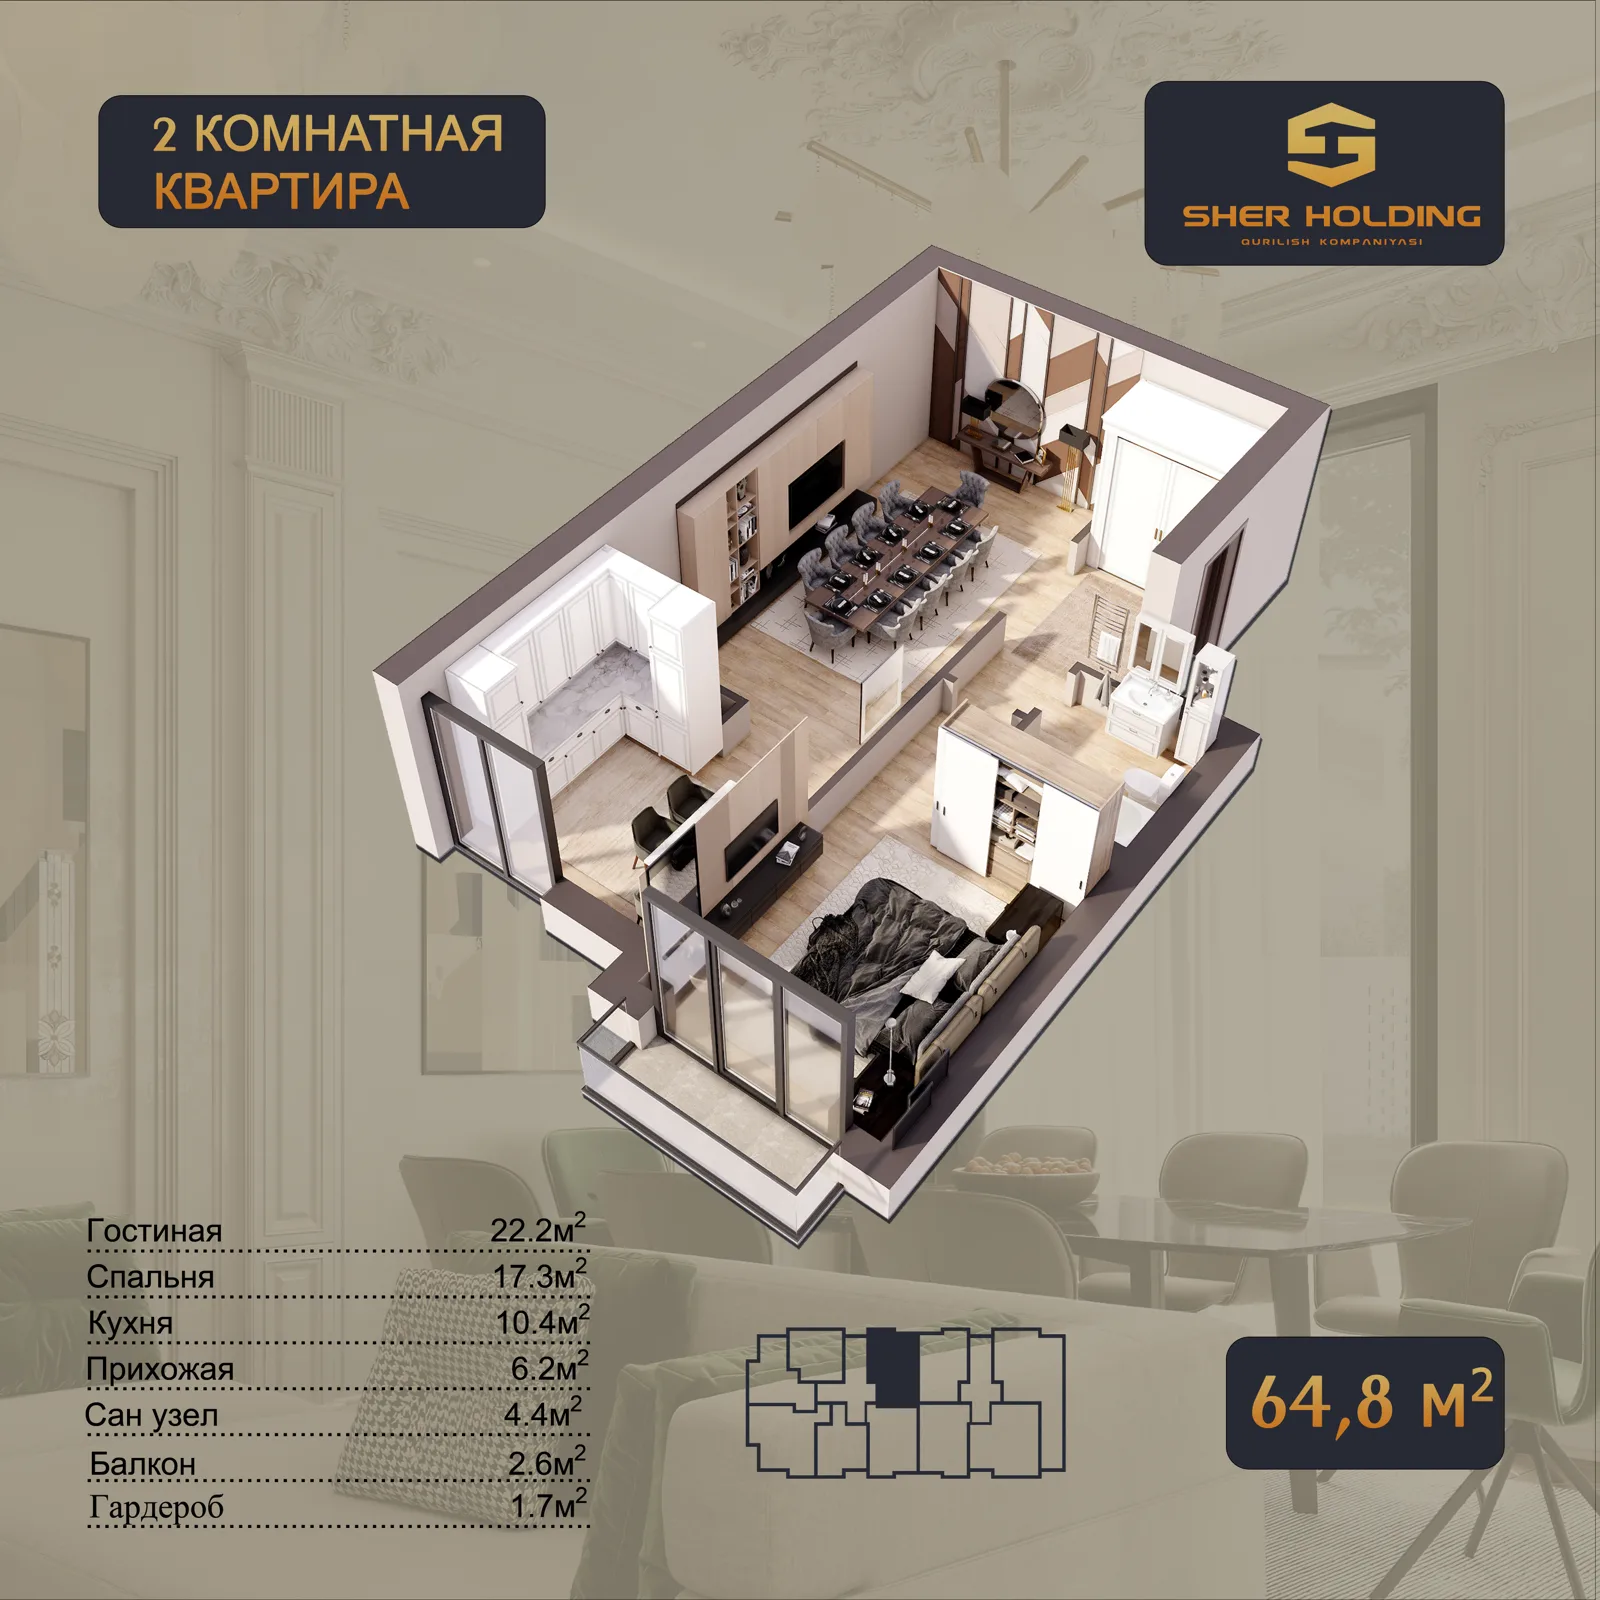 2 КОМНАТНАЯ
КВАРТИРА
SHER HOLDING
QURILISH KOMPANIYASI
Гостиная 22.2м²
Спальня 17.3м²
Кухня 10.4м²
Прихожая 6.2м²
Сан узел 4.4м²
Балкон 2.6м²
Гардероб 1.7м²
64,8 м²